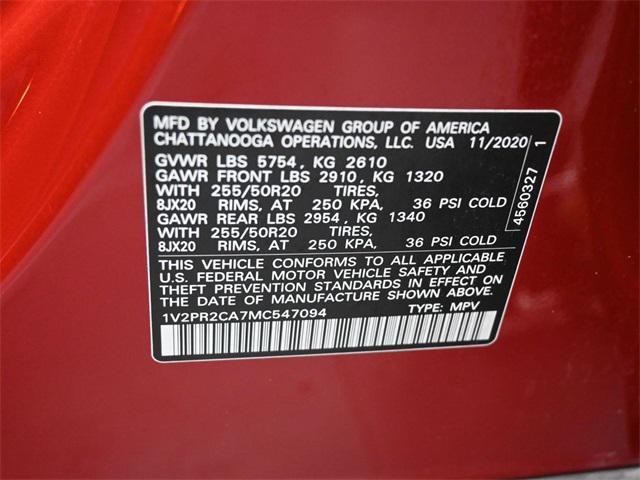 MFD BY VOLKSWAGEN GROUP OF AMERICA
CHATTANOOGA OPERATIONS, LLC. USA 11/2020
GVWR LBS 5754, KG 2610
GAWR FRONT LBS 2910, KG 1320
WITH 255/50R20 TIRES,
8JX20 RIMS, AT 250 KPA, 36 PSI COLD
GAWR REAR LBS 2954, KG 1340
WITH 255/50R20 TIRES,
8JX20 RIMS, AT 250 KPA, 36 PSI COLD
THIS VEHICLE CONFORMS TO ALL APPLICABLE
U.S. FEDERAL MOTOR VEHICLE SAFETY AND
THEFT PREVENTION STANDARDS IN EFFECT ON
THE DATE OF MANUFACTURE SHOWN ABOVE.
1V2PR2CA7MC547094 TYPE: MPV
4560327 1